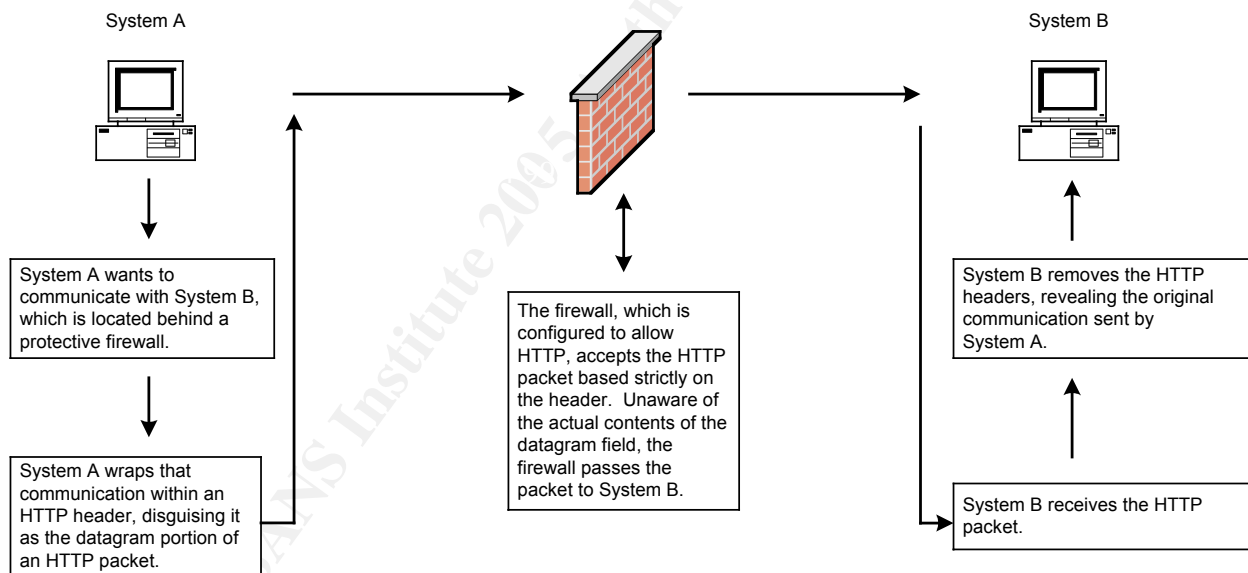 System A
System B
System A wants to
communicate with System B,
which is located behind a
protective firewall.
System A wraps that
communication within an
HTTP header, disguising it
as the datagram portion of
an HTTP packet.
The firewall, which is
configured to allow
HTTP, accepts the HTTP
packet based strictly on
the header.  Unaware of
the actual contents of the
datagram field, the
firewall passes the
packet to System B.
System B removes the HTTP
headers, revealing the original
communication sent by
System A.
System B receives the HTTP
packet.
Institute 2005